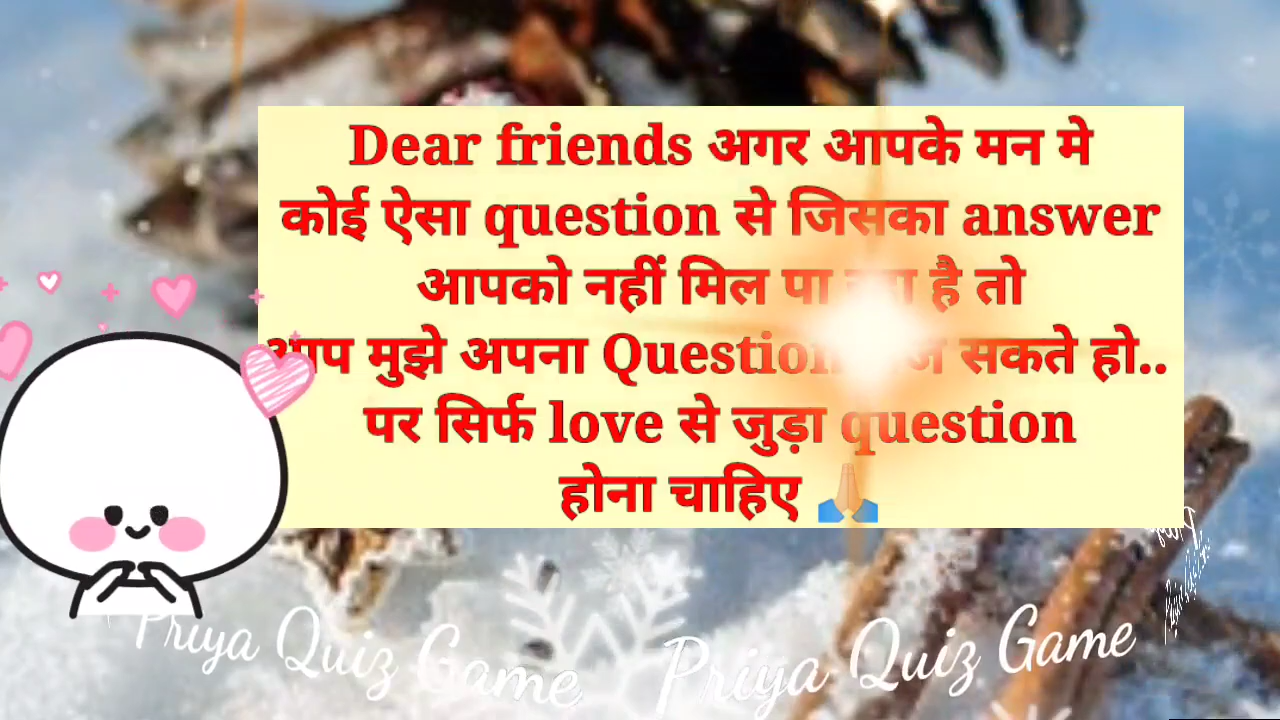 Dear friends अगर आपके मन मे
कोई ऐसा question से जिसका answer
आपको नहीं मिल पा है तो
आप मुझे अपना Question सकते हो..
पर सिर्फ love से जुड़ा question
होना चाहिए 🙏
Priya Quiz Game Priya Quiz Game